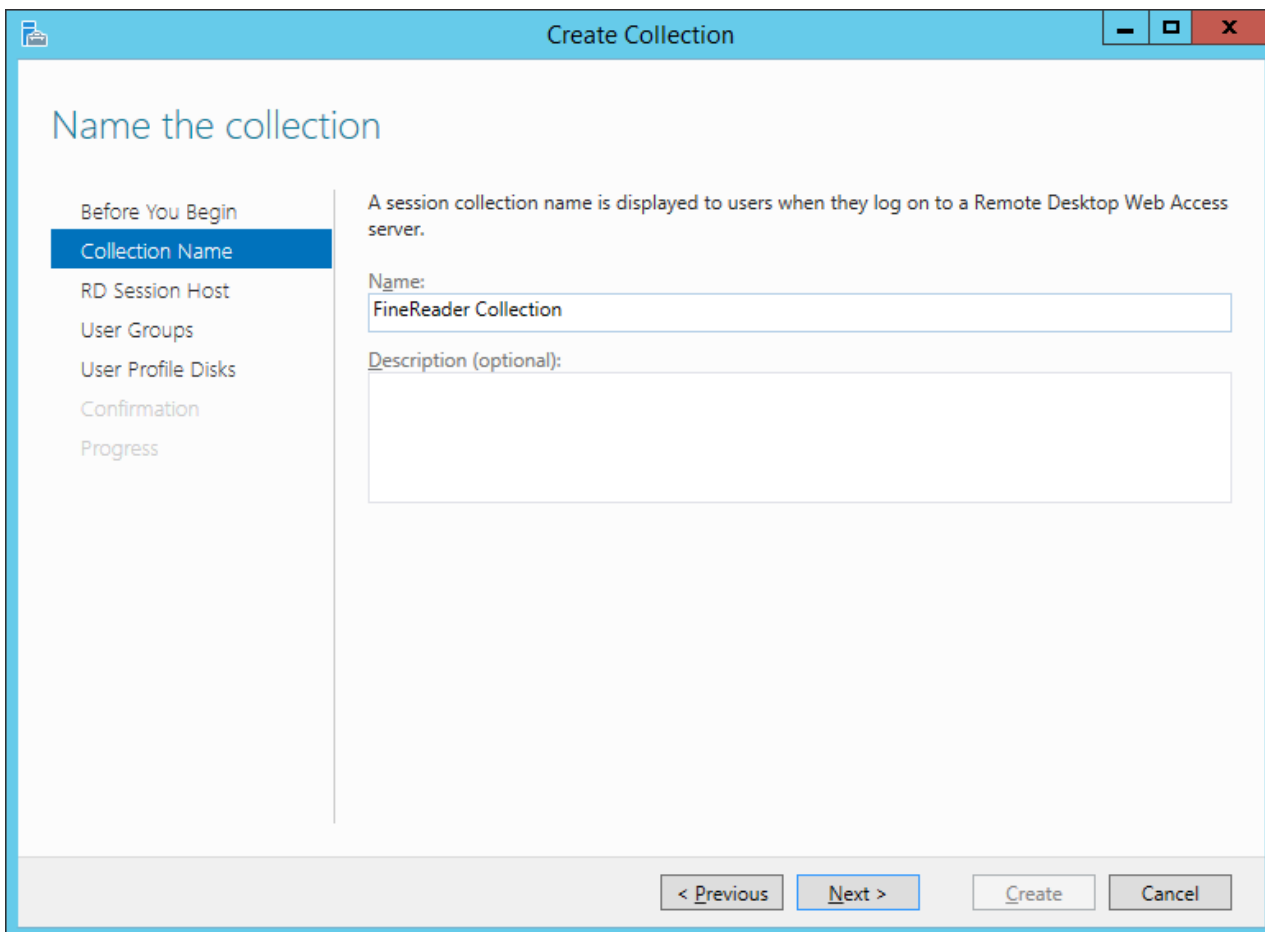 Create Collection
Name the collection
Before You Begin
Collection Name
RD Session Host
User Groups
User Profile Disks
Confirmation
Progress
A session collection name is displayed to users when they log on to a Remote Desktop Web Access
server.
Name:
FineReader Collection
Description (optional):
< Previous
Next >
Create
Cancel